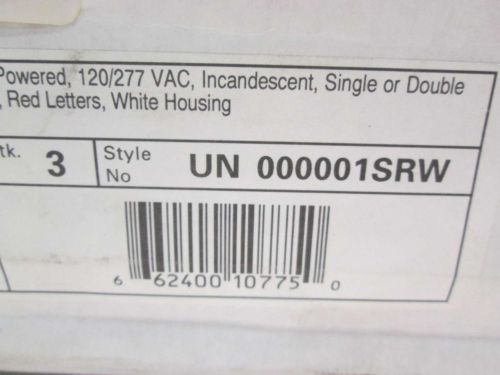 Powered, 120/277 VAC, Incandescent, Single or Double
, Red Letters, White Housing
tk. 3 Style No UN 000001SRW
6 62400 10775 0